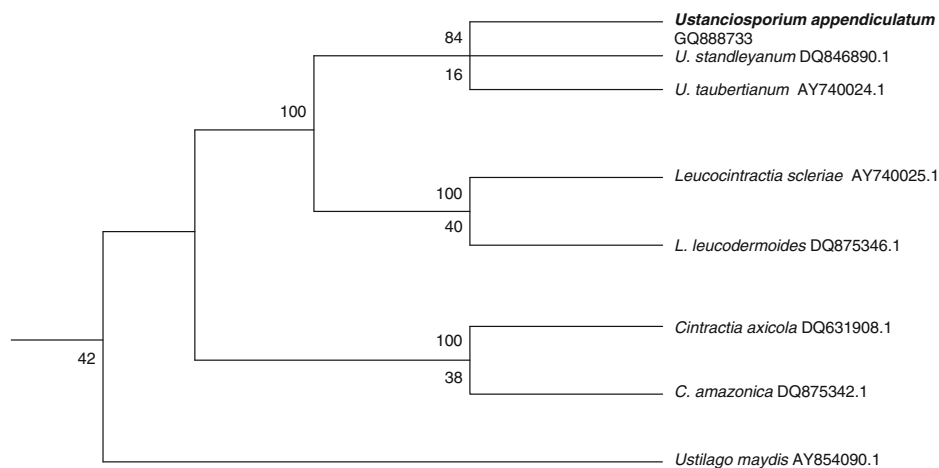 Ustanciosporium appendiculatum
84
GQ888733
U. standleyanum DQ846890.1
16
U. taubertianum AY740024.1
100
Leucocintractia scleriae AY740025.1
100
40
L. leucodermoides DQ875346.1
Cintractia axicola DQ631908.1
100
42
38
C. amazonica DQ875342.1
Ustilago maydis AY854090.1